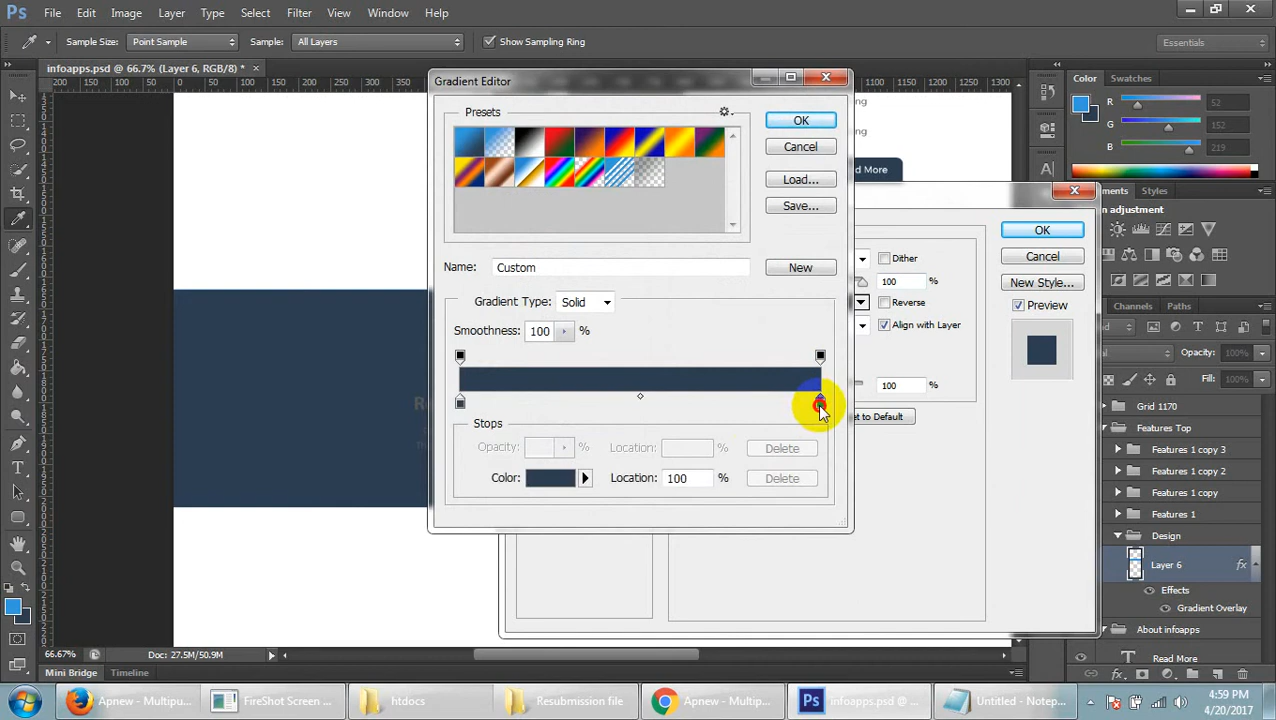 Ps File Edit Image Layer Type Select Filter View Window Help
Sample Size: Point Sample Sample: All Layers Show Sampling Ring Essentials
infoapps.psd @ 66.7% (Layer 6, RGB/8) * ×
200 150 100 50 0 50 100 150 200 250 300 350 1100 1150 1200 1250 1300
Gradient Editor
Presets
OK
Cancel
Load...
Save...
Name: Custom
New
Gradient Type: Solid
Smoothness: 100 %
Stops
Opacity: % Location: % Delete
Color: Location: 100 % Delete
Dither
100 %
Reverse
Align with Layer
100 %
et to Default
OK
Cancel
New Style...
Preview
Color Swatches
R 52
G 152
B 219
Styles
n adjustment
Channels Paths
Opacity: 100%
Fill: 100%
Grid 1170
Features Top
Features 1 copy 3
Features 1 copy 2
Features 1 copy
Features 1
Design
Layer 6 fx
Effects
Gradient Overlay
About infoapps
T Read More
66.67% Doc: 27.5M/50.9M
Mini Bridge Timeline
Apnew - Multipu... FireShot Screen ... htdocs Resubmission file Apnew - Multipu... Ps infoapps.psd @ ... Untitled - Notep...
4:59 PM
4/20/2017